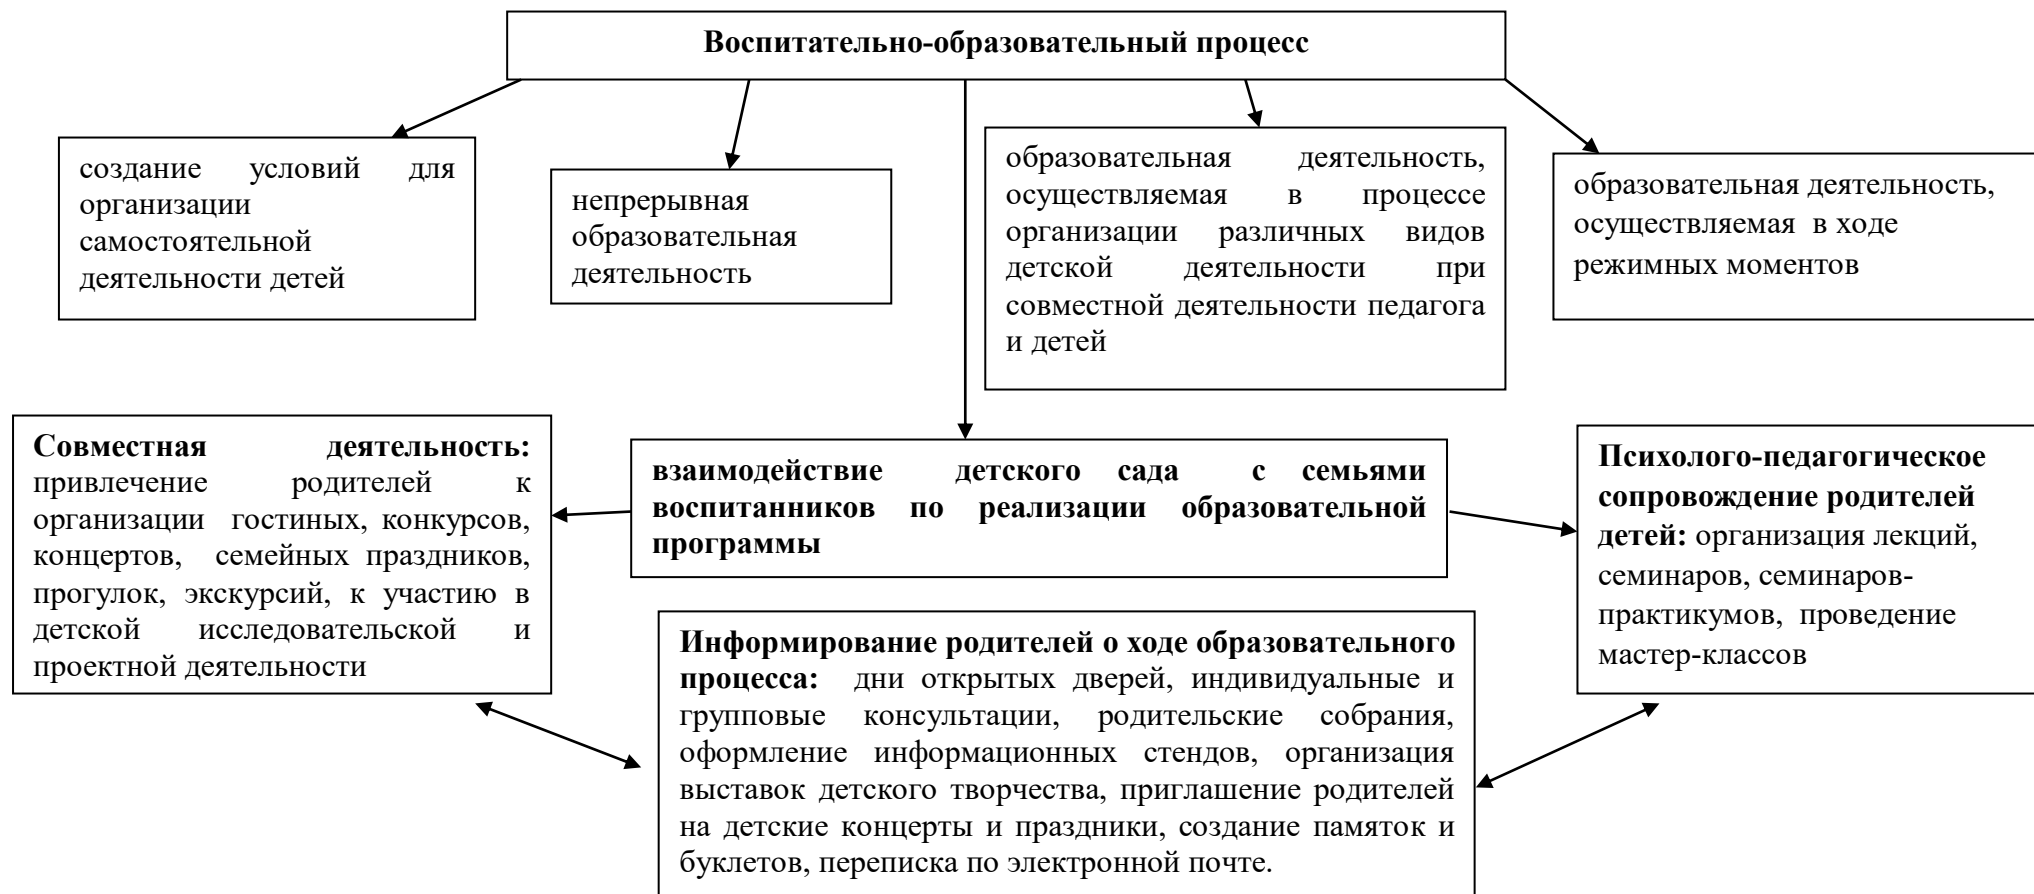 Воспитательно-образовательный процесс
создание условий для
организации
самостоятельной
деятельности детей
непрерывная
образовательная
деятельность
образовательная деятельность,
осуществляемая в процессе
организации различных видов
детской деятельности при
совместной деятельности педагога
и детей
образовательная деятельность,
осуществляемая в ходе
режимных моментов
Совместная деятельность:
привлечение родителей к
организации гостиных, конкурсов,
концертов, семейных праздников,
прогулок, экскурсий, к участию в
детской исследовательской и
проектной деятельности
взаимодействие детского сада с семьями
воспитанников по реализации образовательной
программы
Психолого-педагогическое
сопровождение родителей
детей: организация лекций,
семинаров, семинаров-
практикумов, проведение
мастер-классов
Информирование родителей о ходе образовательного
процесса: дни открытых дверей, индивидуальные и
групповые консультации, родительские собрания,
оформление информационных стендов, организация
выставок детского творчества, приглашение родителей
на детские концерты и праздники, создание памяток и
буклетов, переписка по электронной почте.